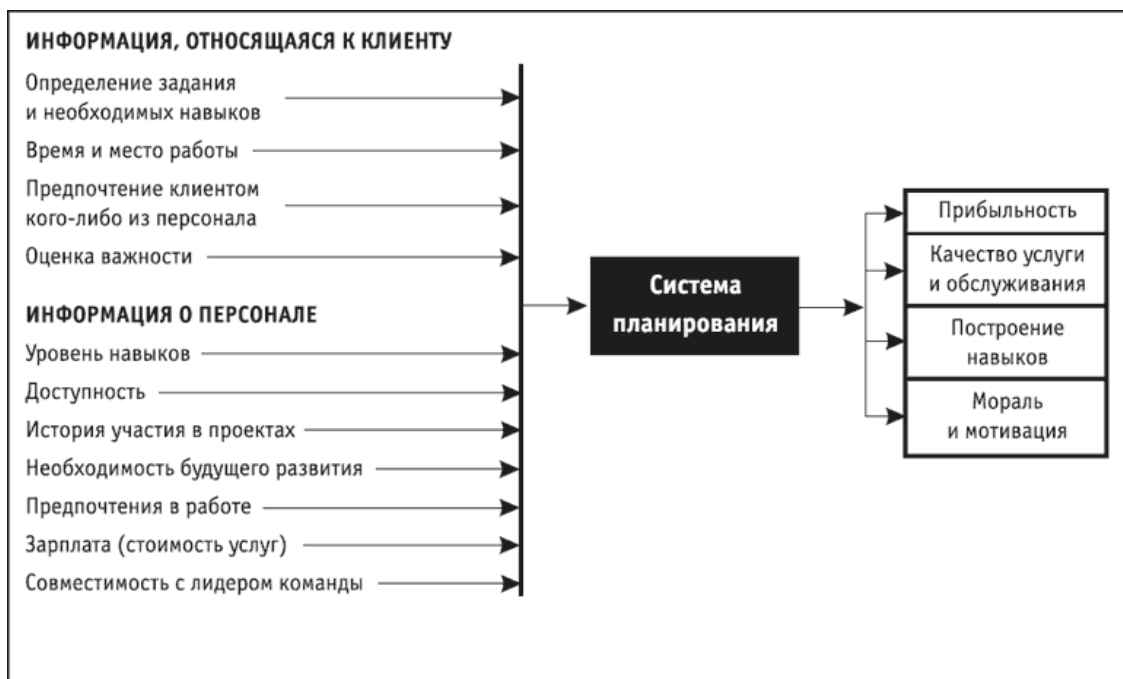 ИНФОРМАЦИЯ, ОТНОСЯЩАЯСЯ К КЛИЕНТУ
Определение задания
и необходимых навыков
Время и место работы
Предпочтение клиентом
кого-либо из персонала
Оценка важности
ИНФОРМАЦИЯ О ПЕРСОНАЛЕ
Уровень навыков
Доступность
История участия в проектах
Необходимость будущего развития
Предпочтения в работе
Зарплата (стоимость услуг)
Совместимость с лидером команды
Система
планирования
Прибыльность
Качество услуги
и обслуживания
Построение
навыков
Мораль
и мотивация